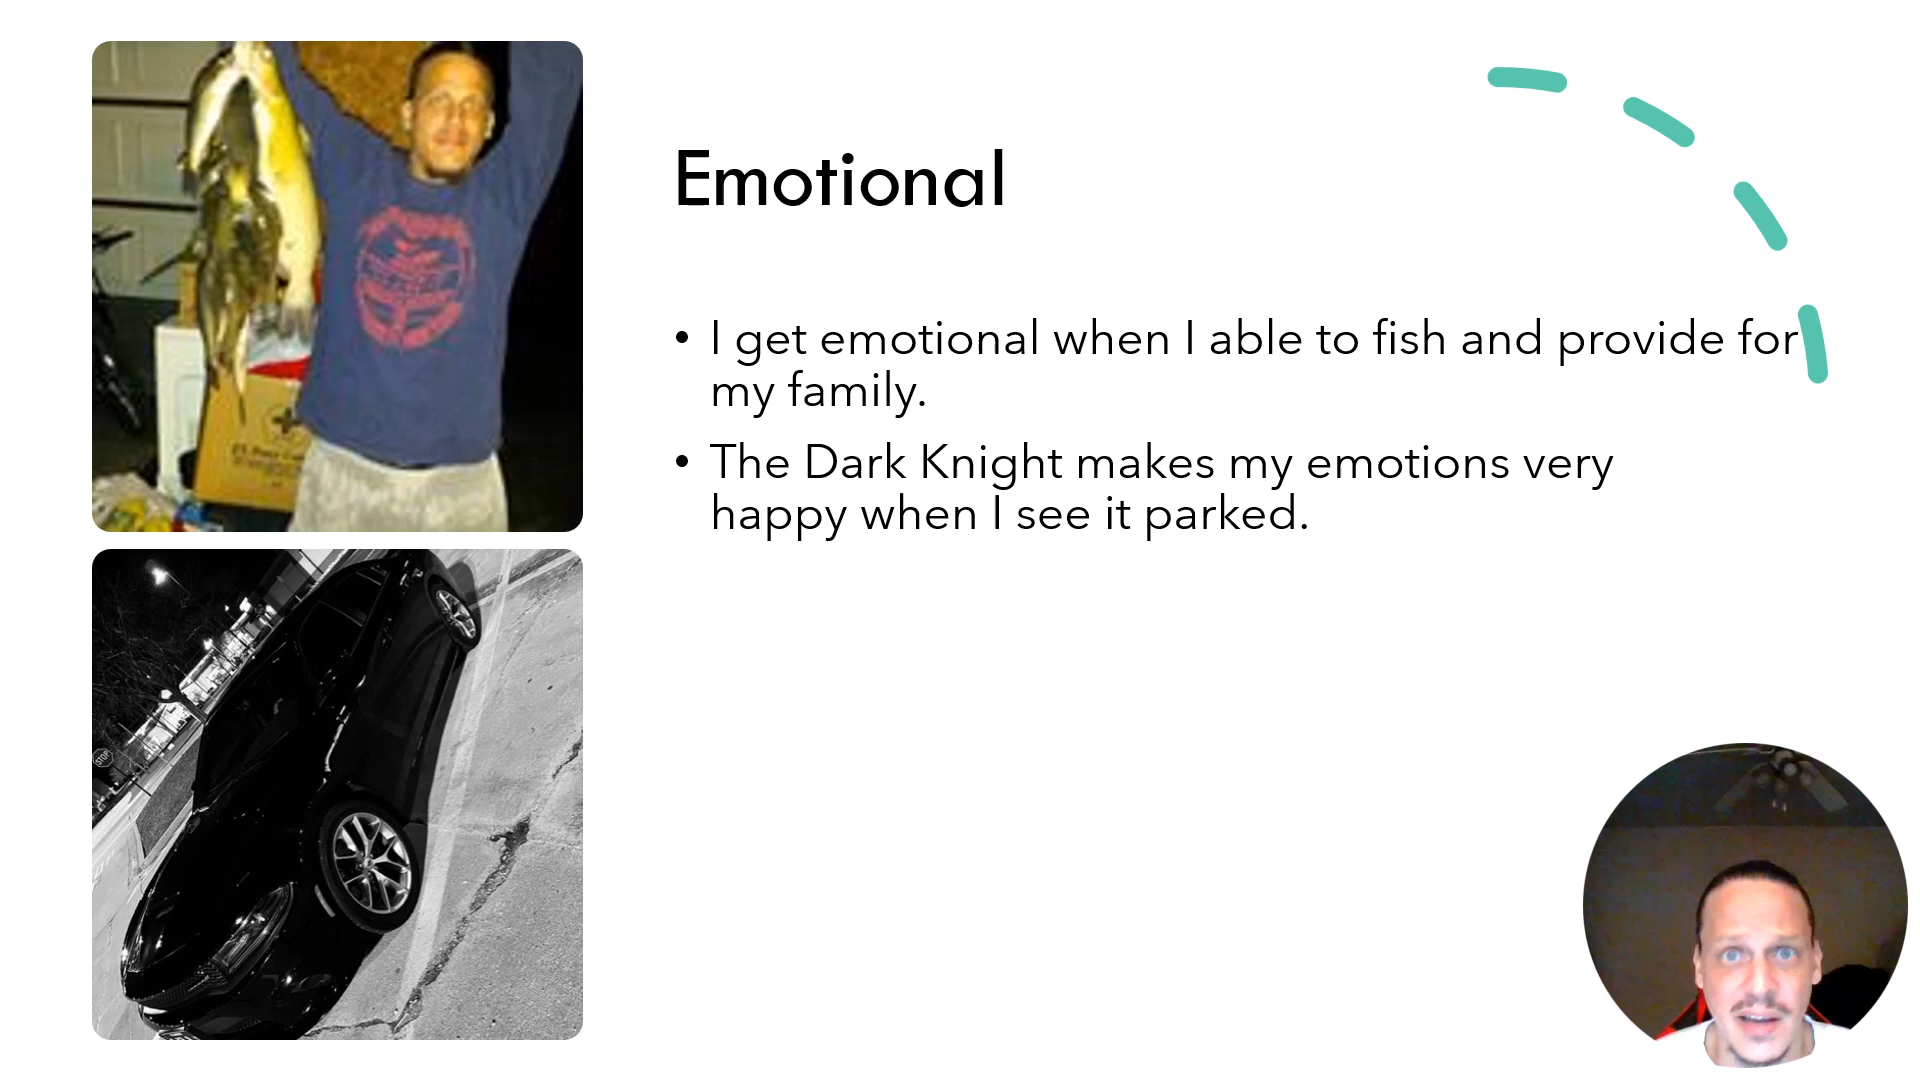 Emotional
• I get emotional when I able to fish and provide for
my family.
• The Dark Knight makes my emotions very
happy when I see it parked.
STOP